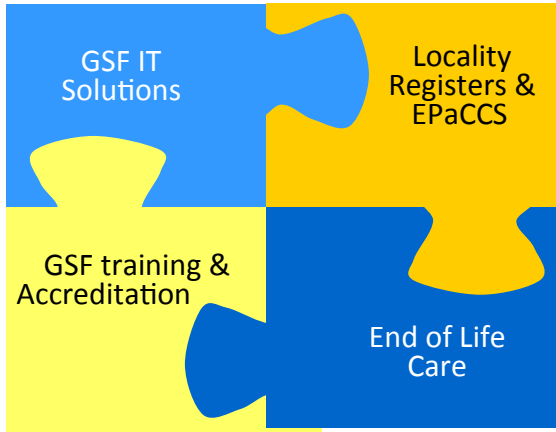 GSF IT
Solutions
Locality
Registers &
EPaCCS
GSF training &
Accreditation
End of Life
Care